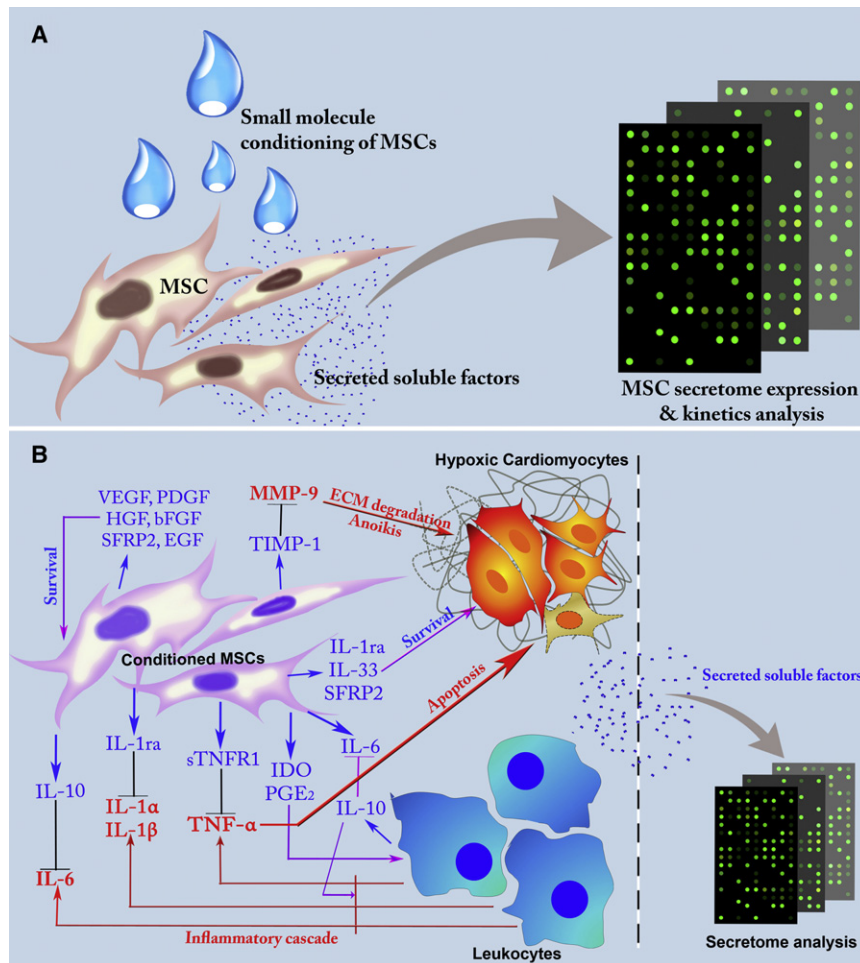 A
Small molecule
conditioning of MSCs
MSC
Secreted soluble factors
MSC secretome expression
& kinetics analysis
B
Hypoxic Cardiomyocytes
VEGF, PDGF
HGF, bFGF
SFRP2, EGF
Survival
MMP-9
ECM degradation
Anoikis
TIMP-1
Conditioned MSCs
IL-1ra
IL-33
SFRP2
Survival
Apoptosis
Secreted soluble factors
IL-10
IL-6
IL-1ra
IL-1α
IL-1β
sTNFR1
TNF-α
IDO
PGE₂
IL-6
IL-10
Inflammatory cascade
Leukocytes
Secretome analysis